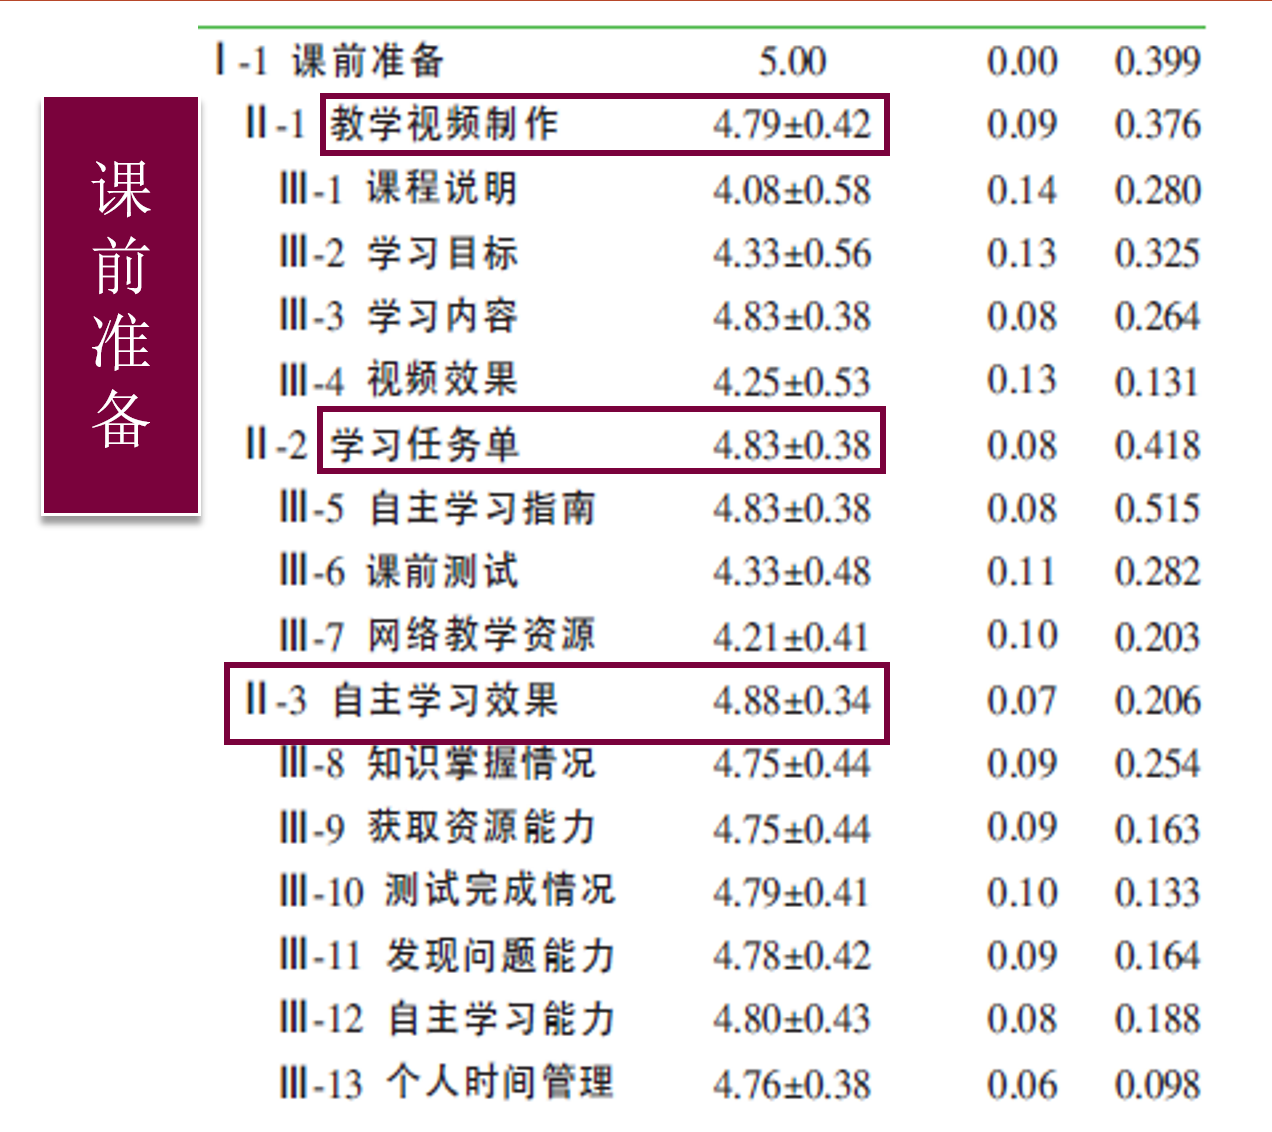 课前准备
Ⅰ-1 课前准备 5.00 0.00 0.399
Ⅱ-1 教学视频制作 4.79±0.42 0.09 0.376
Ⅲ-1 课程说明 4.08±0.58 0.14 0.280
Ⅲ-2 学习目标 4.33±0.56 0.13 0.325
Ⅲ-3 学习内容 4.83±0.38 0.08 0.264
Ⅲ-4 视频效果 4.25±0.53 0.13 0.131
Ⅱ-2 学习任务单 4.83±0.38 0.08 0.418
Ⅲ-5 自主学习指南 4.83±0.38 0.08 0.515
Ⅲ-6 课前测试 4.33±0.48 0.11 0.282
Ⅲ-7 网络教学资源 4.21±0.41 0.10 0.203
Ⅱ-3 自主学习效果 4.88±0.34 0.07 0.206
Ⅲ-8 知识掌握情况 4.75±0.44 0.09 0.254
Ⅲ-9 获取资源能力 4.75±0.44 0.09 0.163
Ⅲ-10 测试完成情况 4.79±0.41 0.10 0.133
Ⅲ-11 发现问题能力 4.78±0.42 0.09 0.164
Ⅲ-12 自主学习能力 4.80±0.43 0.08 0.188
Ⅲ-13 个人时间管理 4.76±0.38 0.06 0.098